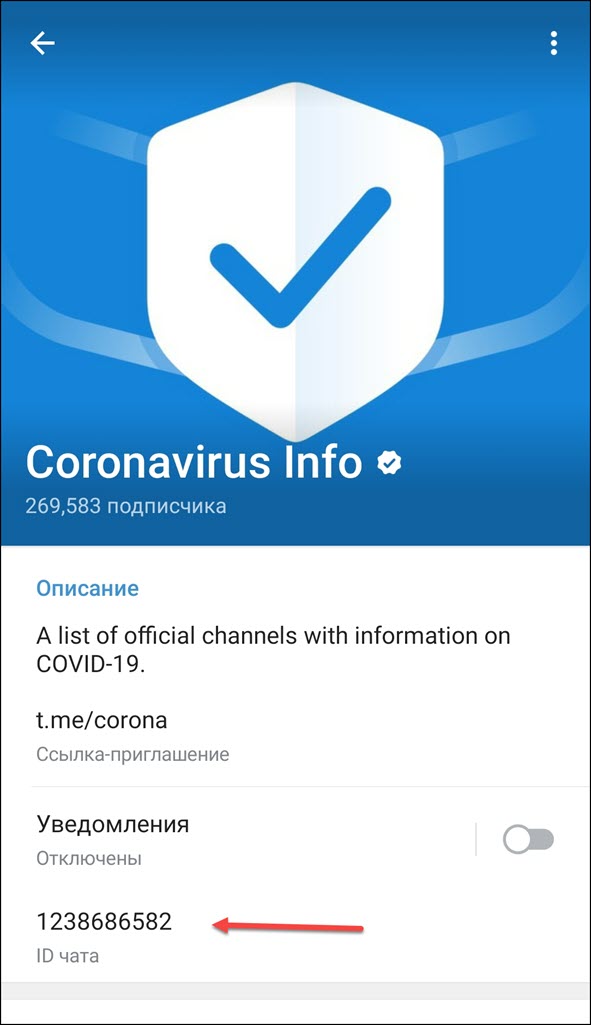 Coronavirus Info
269,583 подписчика
Описание
A list of official channels with information on
COVID-19.
t.me/corona
Ссылка-приглашение
Уведомления
Отключены
1238686582
ID чата